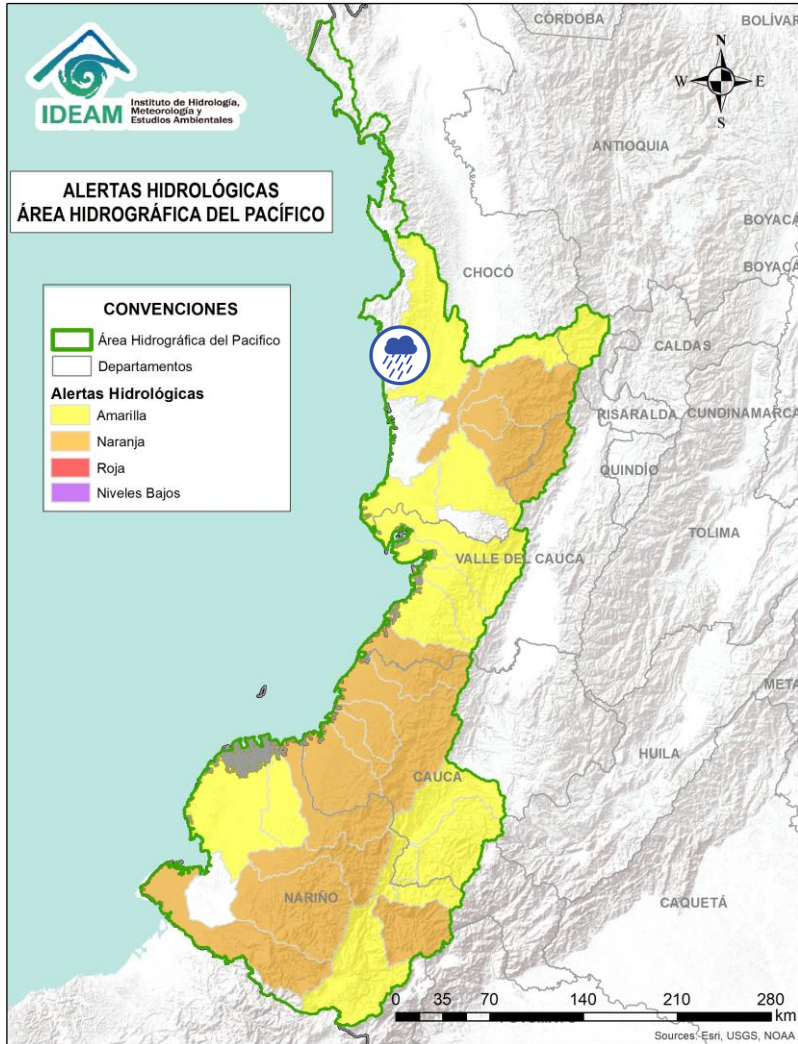 CÓRDOBA
BOLÍVAR
IDEAM
Instituto de Hidrología,
Meteorología y
Estudios Ambientales
N
W
E
S
ANTIOQUIA
ALERTAS HIDROLÓGICAS
ÁREA HIDROGRÁFICA DEL PACÍFICO
BOYACÁ
CHOCÓ
BOYACÁ
CONVENCIONES
Área Hidrográfica del Pacifico
Departamentos
Alertas Hidrológicas
Amarilla
Naranja
Roja
Niveles Bajos
CALDAS
RISARALDA
CUNDINAMARCA
QUINDÍO
TOLIMA
VALLE DEL CAUCA
META
HUILA
CAUCA
NARIÑO
CAQUETÁ
0 35 70 140 210 280
km
Sources: Esri, USGS, NOAA